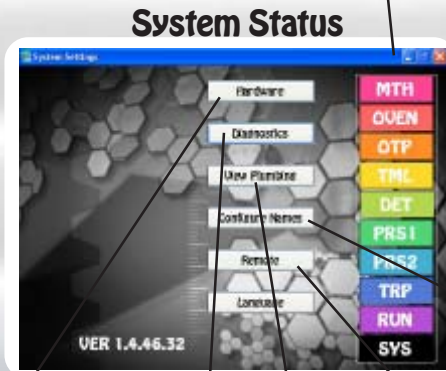 System Status
System Settings
Hardware
Diagnostics
View Plumbing
Configure Names
Remote
Language
VER 1.4.46.32
MTH
OVEN
OTP
TML
DET
PRS1
PRS2
TRP
RUN
SYS